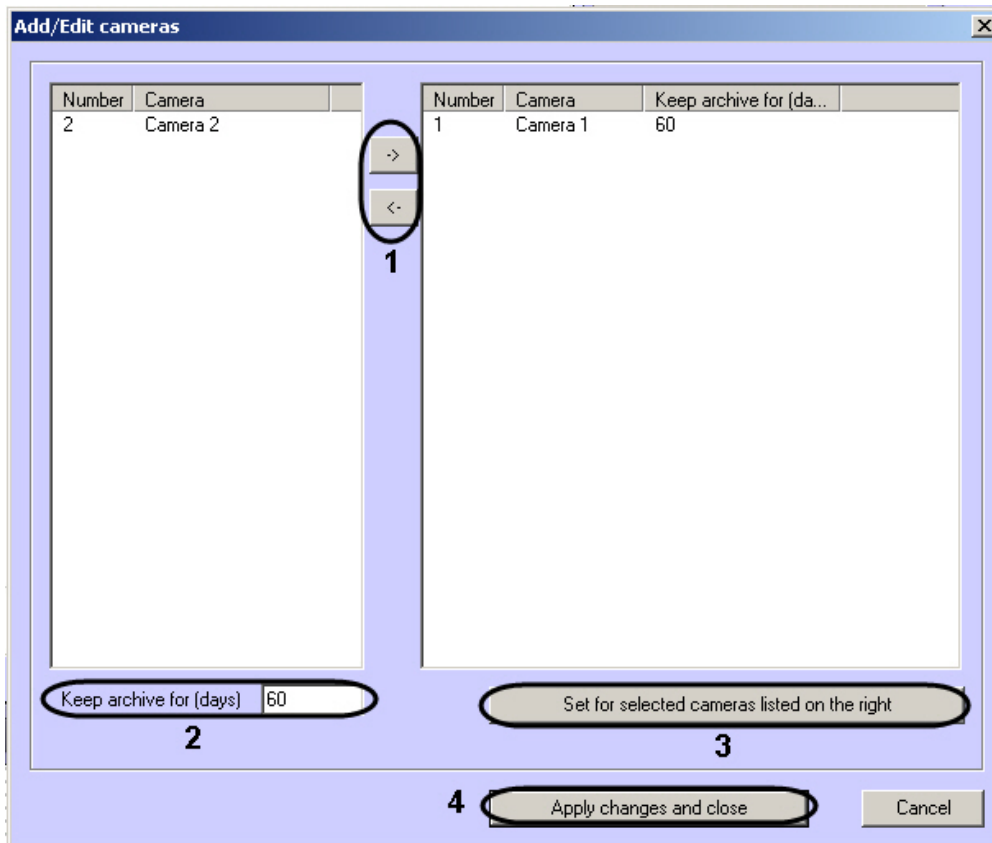 Add/Edit cameras
Number Camera
2 Camera 2
->
<-
1
Number Camera Keep archive for (da...
1 Camera 1 60
Keep archive for (days) 60
2
Set for selected cameras listed on the right
3
4 Apply changes and close
Cancel